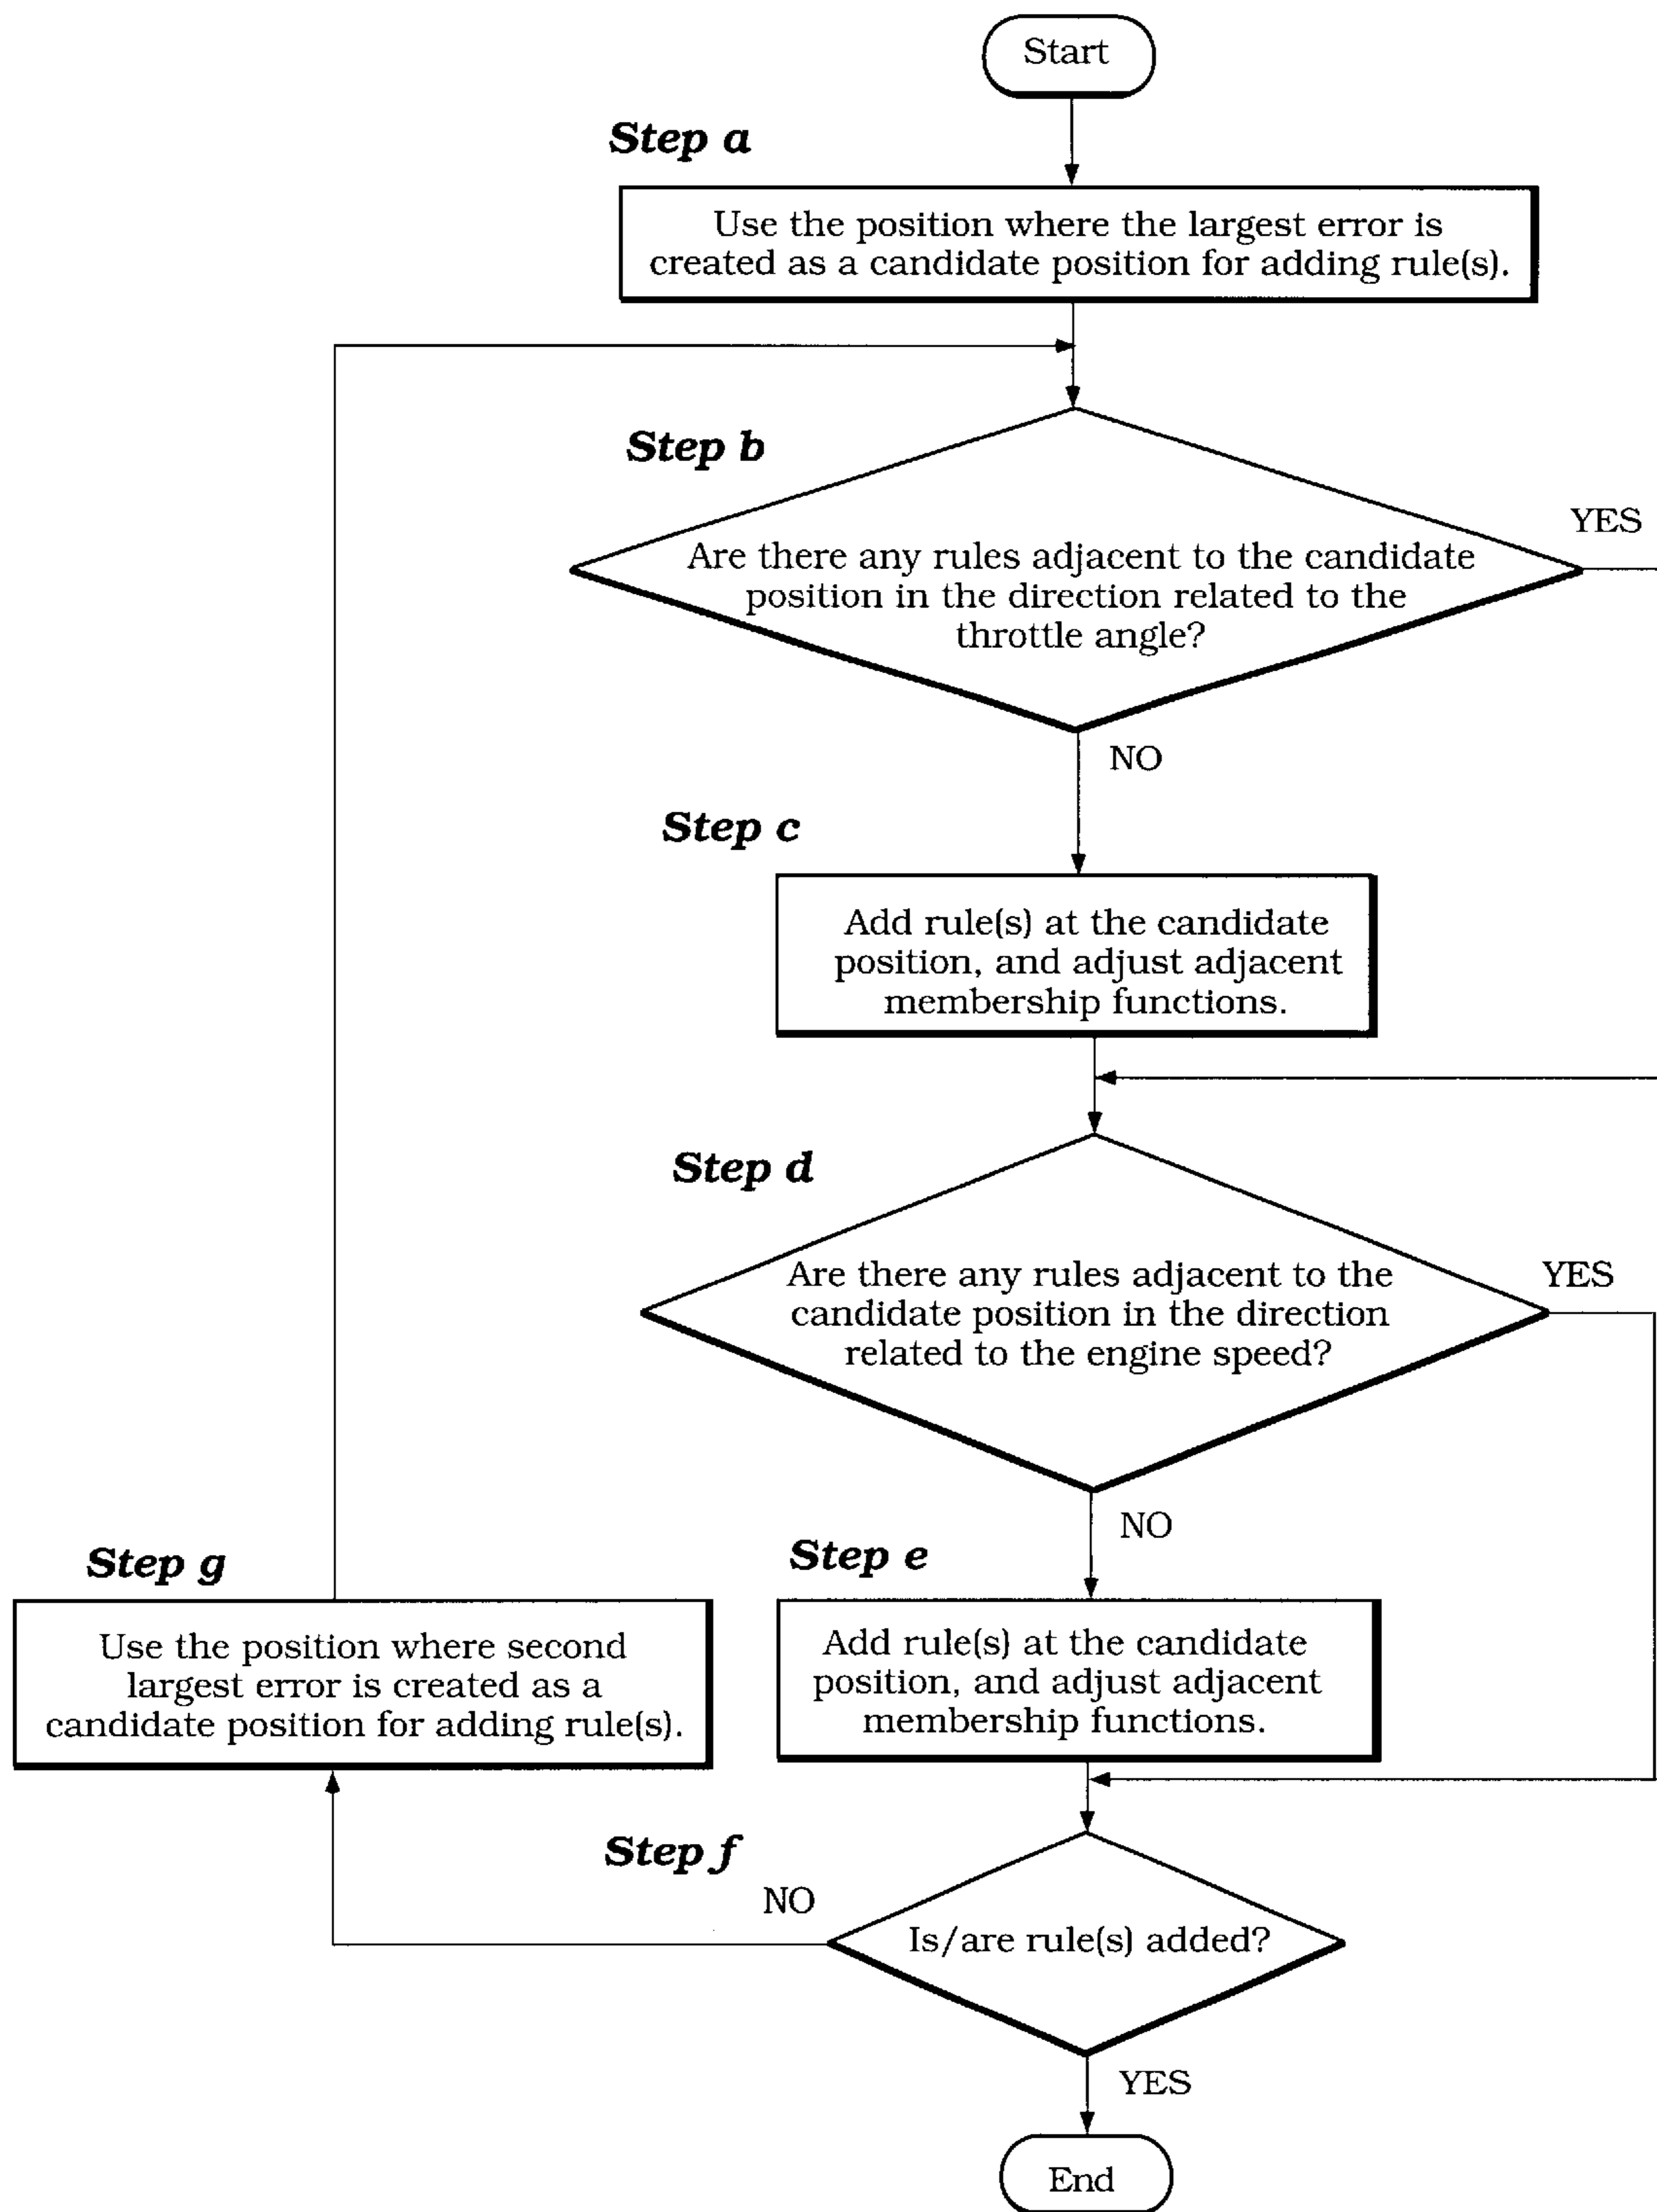 Start
Step a
Use the position where the largest error is
created as a candidate position for adding rule(s).
Step b
YES
Are there any rules adjacent to the candidate
position in the direction related to the
throttle angle?
NO
Step c
Add rule(s) at the candidate
position, and adjust adjacent
membership functions.
Step d
Are there any rules adjacent to the
candidate position in the direction
related to the engine speed?
YES
NO
Step e
Add rule(s) at the candidate
position, and adjust adjacent
membership functions.
Step g
Use the position where second
largest error is created as a
candidate position for adding rule(s).
Step f
NO
Is/are rule(s) added?
YES
End